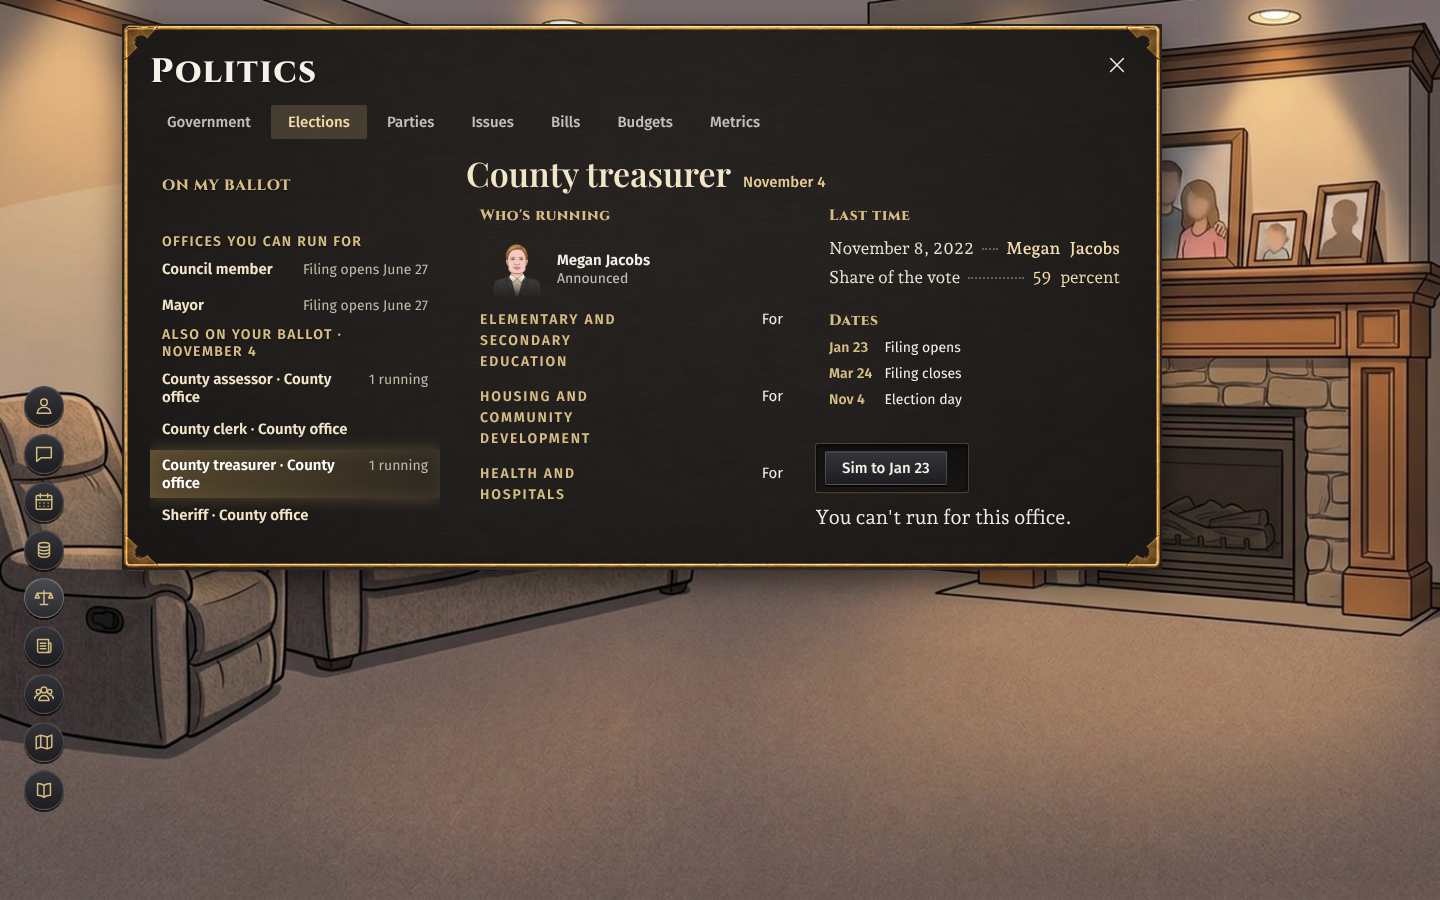 POLITICS
Government Elections Parties Issues Bills Budgets Metrics
ON MY BALLOT
OFFICES YOU CAN RUN FOR
Council member Filing opens June 27
Mayor Filing opens June 27
ALSO ON YOUR BALLOT ·
NOVEMBER 4
County assessor · County
office
1 running
County clerk · County office
County treasurer · County
office
1 running
Sheriff · County office
County treasurer November 4
WHO'S RUNNING
Megan Jacobs
Announced
ELEMENTARY AND
SECONDARY
EDUCATION
For
HOUSING AND
COMMUNITY
DEVELOPMENT
For
HEALTH AND
HOSPITALS
For
LAST TIME
November 8, 2022 Megan Jacobs
Share of the vote 59 percent
DATES
Jan 23 Filing opens
Mar 24 Filing closes
Nov 4 Election day
Sim to Jan 23
You can't run for this office.